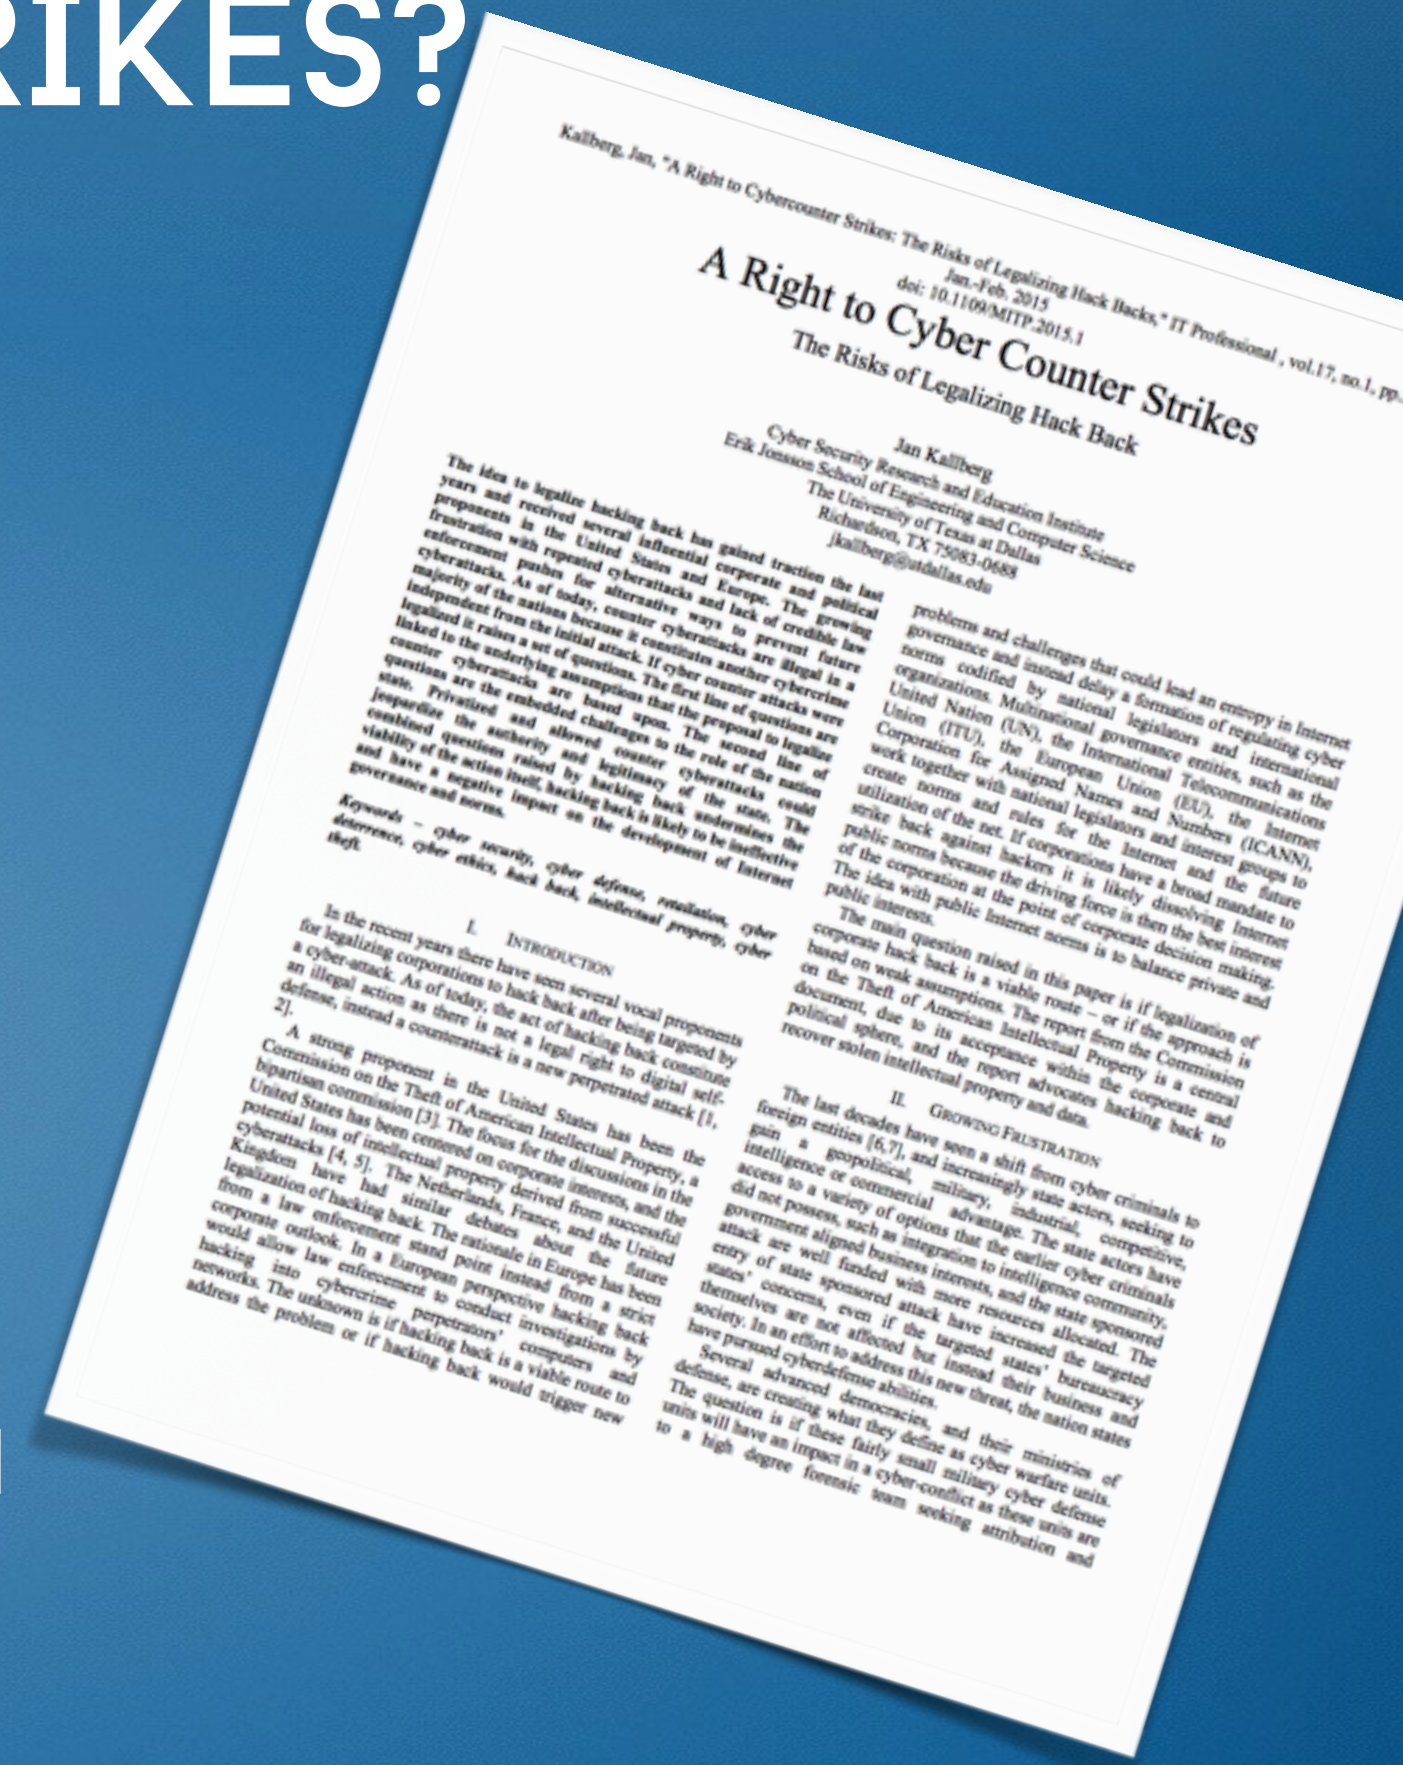 RIKES?
Kallberg, Jan, "A Right to Cybercounter Strikes: The Risks of Legalizing Hack Backs," IT Professional , vol.17, no.1, pp.
Jan.-Feb. 2015
doi: 10.1109/MITP.2015.1
A Right to Cyber Counter Strikes
The Risks of Legalizing Hack Back
Jan Kallberg
Cyber Security Research and Education Institute
Erik Jonsson School of Engineering and Computer Science
The University of Texas at Dallas
Richardson, TX 75083-0688
jkallberg@utdallas.edu
The idea to legalize hacking back has gained traction the last
years and received several influential corporate and political
proponents in the United States and Europe. The growing
frustration with repeated cyberattacks and lack of credible law
enforcement pushes for alternative ways to prevent future
cyberattacks. As of today, counter cyberattacks are illegal in a
majority of the nations because it constitutes another cybercrime
independent from the initial attack. If cyber counter attacks were
legalized it raises a set of questions. The first line of questions are
linked to the underlying assumptions that the proposal to legalize
counter cyberattacks are based upon. The second line of
questions are the embedded challenges to the role of the nation
state. Privatized and allowed counter cyberattacks could
jeopardize the authority and legitimacy of the state. The
combined questions raised by hacking back undermines the
viability of the action itself, hacking back is likely to be ineffective
and have a negative impact on the development of Internet
governance and norms.
Keywords – cyber security, cyber defense, retaliation, cyber
deterrence, cyber ethics, hack back, intellectual property, cyber
theft.
I. INTRODUCTION
In the recent years there have seen several vocal proponents
for legalizing corporations to hack back after being targeted by
a cyber-attack. As of today, the act of hacking back constitute
an illegal action as there is not a legal right to digital self-
defense, instead a counterattack is a new perpetrated attack [1,
2].
A strong proponent in the United States has been the
Commission on the Theft of American Intellectual Property, a
bipartisan commission [3]. The focus for the discussions in the
United States has been centered on corporate interests, and the
potential loss of intellectual property derived from successful
cyberattacks [4, 5]. The Netherlands, France, and the United
Kingdom have had similar debates about the future
legalization of hacking back. The rationale in Europe has been
from a law enforcement stand point instead from a strict
corporate outlook. In a European perspective hacking back
would allow law enforcement to conduct investigations by
hacking into cybercrime perpetrators' computers and
networks. The unknown is if hacking back is a viable route to
address the problem or if hacking back would trigger new
problems and challenges that could lead an entropy in Internet
governance and instead delay a formation of regulating cyber
norms codified by national legislators and international
organizations. Multinational governance entities, such as the
United Nation (UN), the International Telecommunications
Union (ITU), the European Union (EU), the Internet
Corporation for Assigned Names and Numbers (ICANN),
work together with national legislators and interest groups to
create norms and rules for the Internet and the future
utilization of the net. If corporations have a broad mandate to
strike back against hackers it is likely dissolving Internet
public norms because the driving force is then the best interest
of the corporation at the point of corporate decision making.
The idea with public Internet norms is to balance private and
public interests.
The main question raised in this paper is if legalization of
corporate hack back is a viable route – or if the approach is
based on weak assumptions. The report from the Commission
on the Theft of American Intellectual Property is a central
document, due to its acceptance within the corporate and
political sphere, and the report advocates hacking back to
recover stolen intellectual property and data.
II. GROWING FRUSTRATION
The last decades have seen a shift from cyber criminals to
foreign entities [6,7], and increasingly state actors, seeking to
gain a geopolitical, military, industrial, competitive,
intelligence or commercial advantage. The state actors have
access to a variety of options that the earlier cyber criminals
did not possess, such as integration to intelligence community,
government aligned business interests, and the state sponsored
attack are well funded with more resources allocated. The
entry of state sponsored attack have increased the targeted
states' concerns, even if the targeted states' bureaucracy
themselves are not affected but instead their business and
society. In an effort to address this new threat, the nation states
have pursued cyberdefense abilities.
Several advanced democracies, and their ministries of
defense, are creating what they define as cyber warfare units.
The question is if these fairly small military cyber defense
units will have an impact in a cyber-conflict as these units are
to a high degree forensic team seeking attribution and